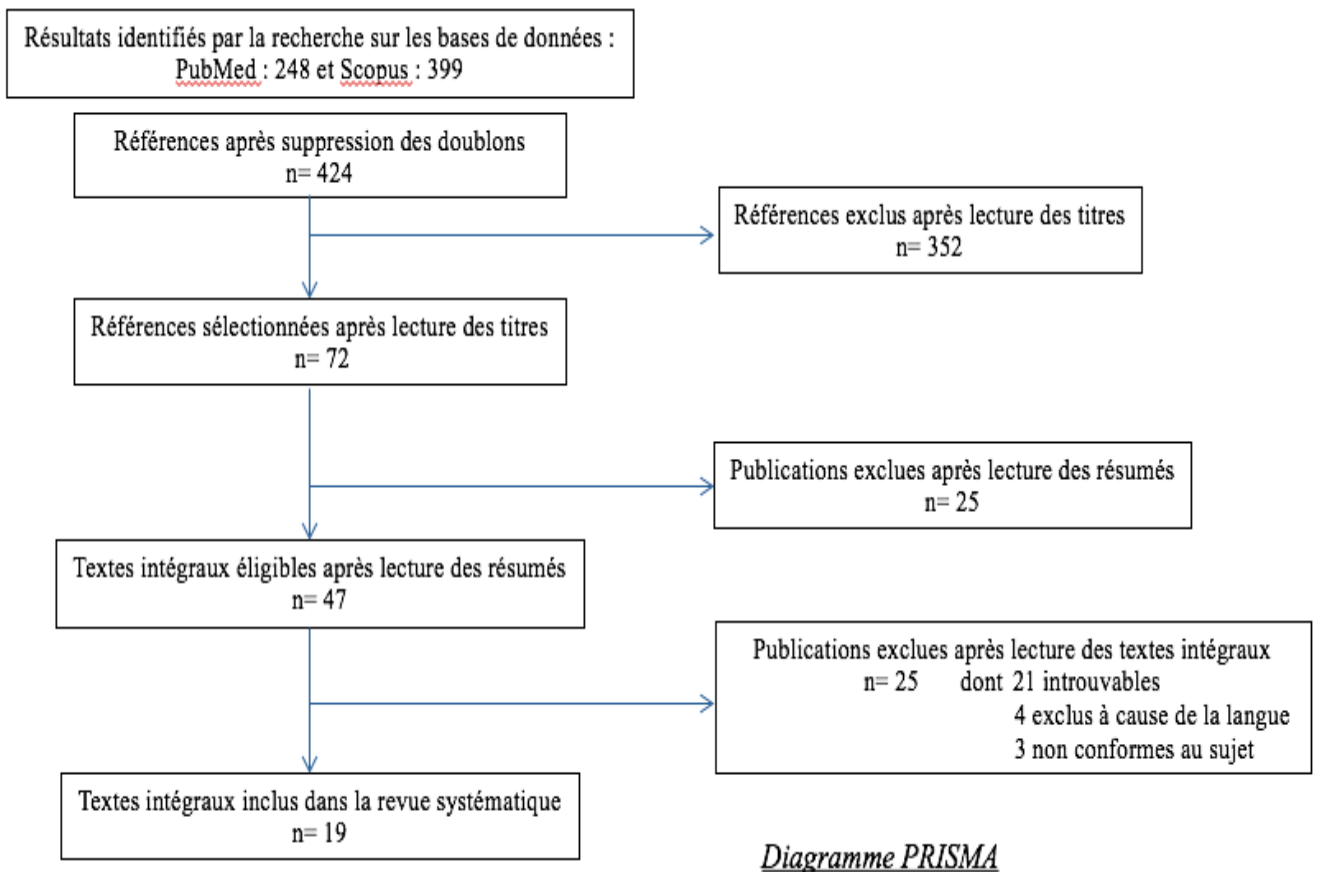 Résultats identifiés par la recherche sur les bases de données :
PubMed : 248 et Scopus : 399
Références après suppression des doublons
n= 424
Références exclus après lecture des titres
n= 352
Références sélectionnées après lecture des titres
n= 72
Publications exclues après lecture des résumés
n= 25
Textes intégraux éligibles après lecture des résumés
n= 47
Publications exclues après lecture des textes intégraux
n= 25 dont 21 introuvables
4 exclus à cause de la langue
3 non conformes au sujet
Textes intégraux inclus dans la revue systématique
n= 19
Diagramme PRISMA